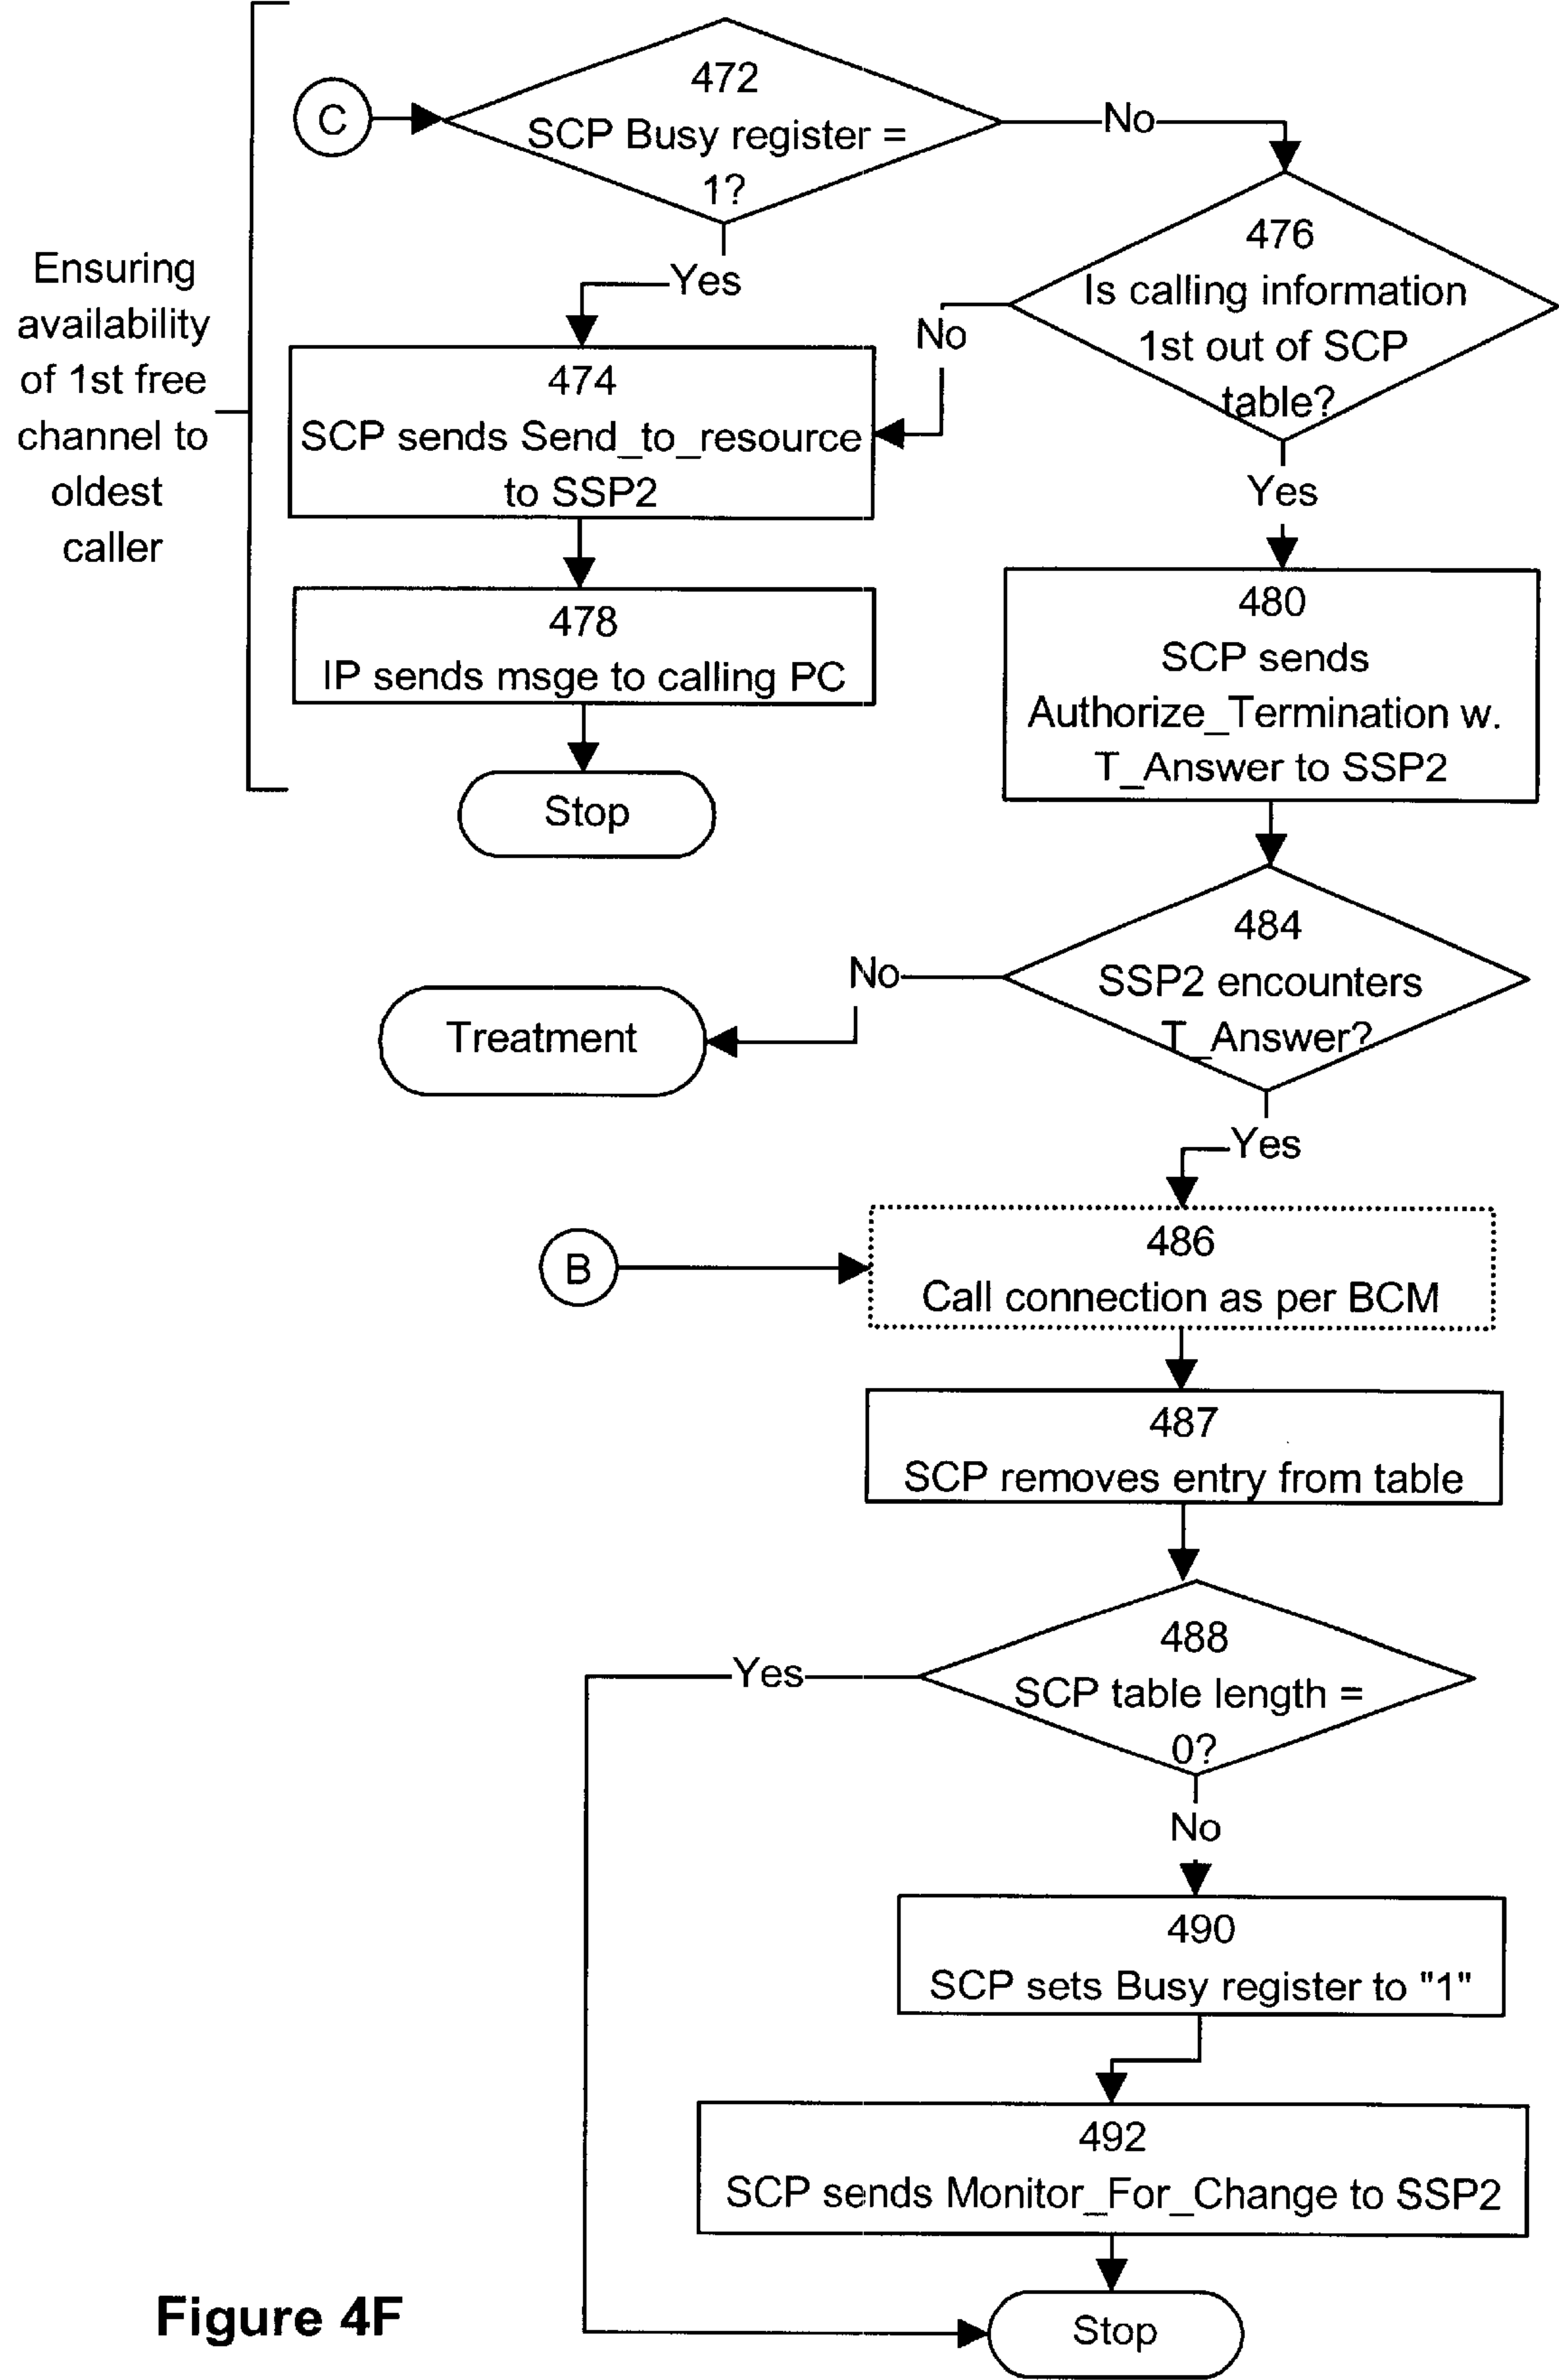 C
472
SCP Busy register =
1?
No
Yes
Ensuring
availability
of 1st free
channel to
oldest
caller
476
Is calling information
1st out of SCP
table?
No
Yes
474
SCP sends Send_to_resource
to SSP2
478
IP sends msge to calling PC
Stop
480
SCP sends
Authorize_Termination w.
T_Answer to SSP2
484
SSP2 encounters
T_Answer?
No
Treatment
Yes
B
486
Call connection as per BCM
487
SCP removes entry from table
488
SCP table length =
0?
Yes
No
490
SCP sets Busy register to "1"
492
SCP sends Monitor_For_Change to SSP2
Stop
Figure 4F